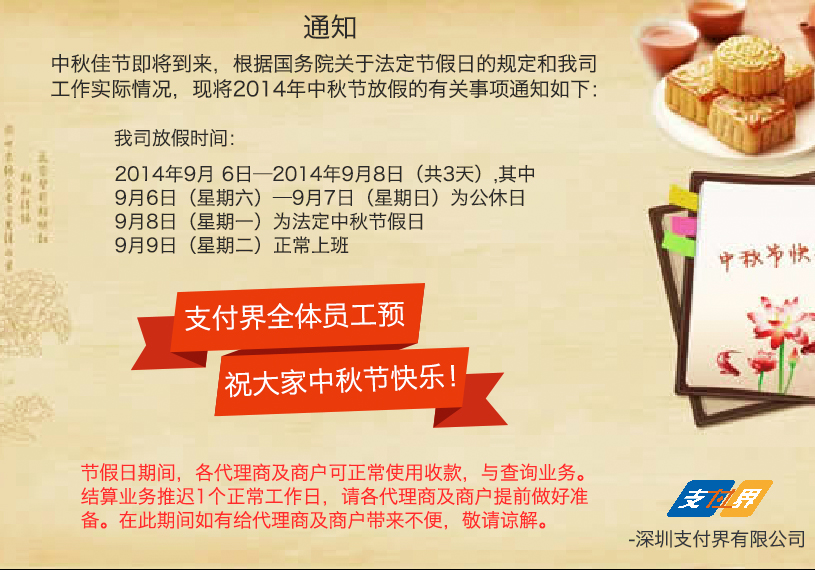 通知
中秋佳节即将到来，根据国务院关于法定节假日的规定和我司
工作实际情况，现将2014年中秋节放假的有关事项通知如下：
我司放假时间：
2014年9月 6日—2014年9月8日（共3天）,其中
9月6日（星期六）—9月7日（星期日）为公休日
9月8日（星期一）为法定中秋节假日
9月9日（星期二）正常上班
中秋节快
支付界全体员工预
祝大家中秋节快乐！
节假日期间，各代理商及商户可正常使用收款，与查询业务。
结算业务推迟1个正常工作日，请各代理商及商户提前做好准
备。在此期间如有给代理商及商户带来不便，敬请谅解。
支付界
-深圳支付界有限公司